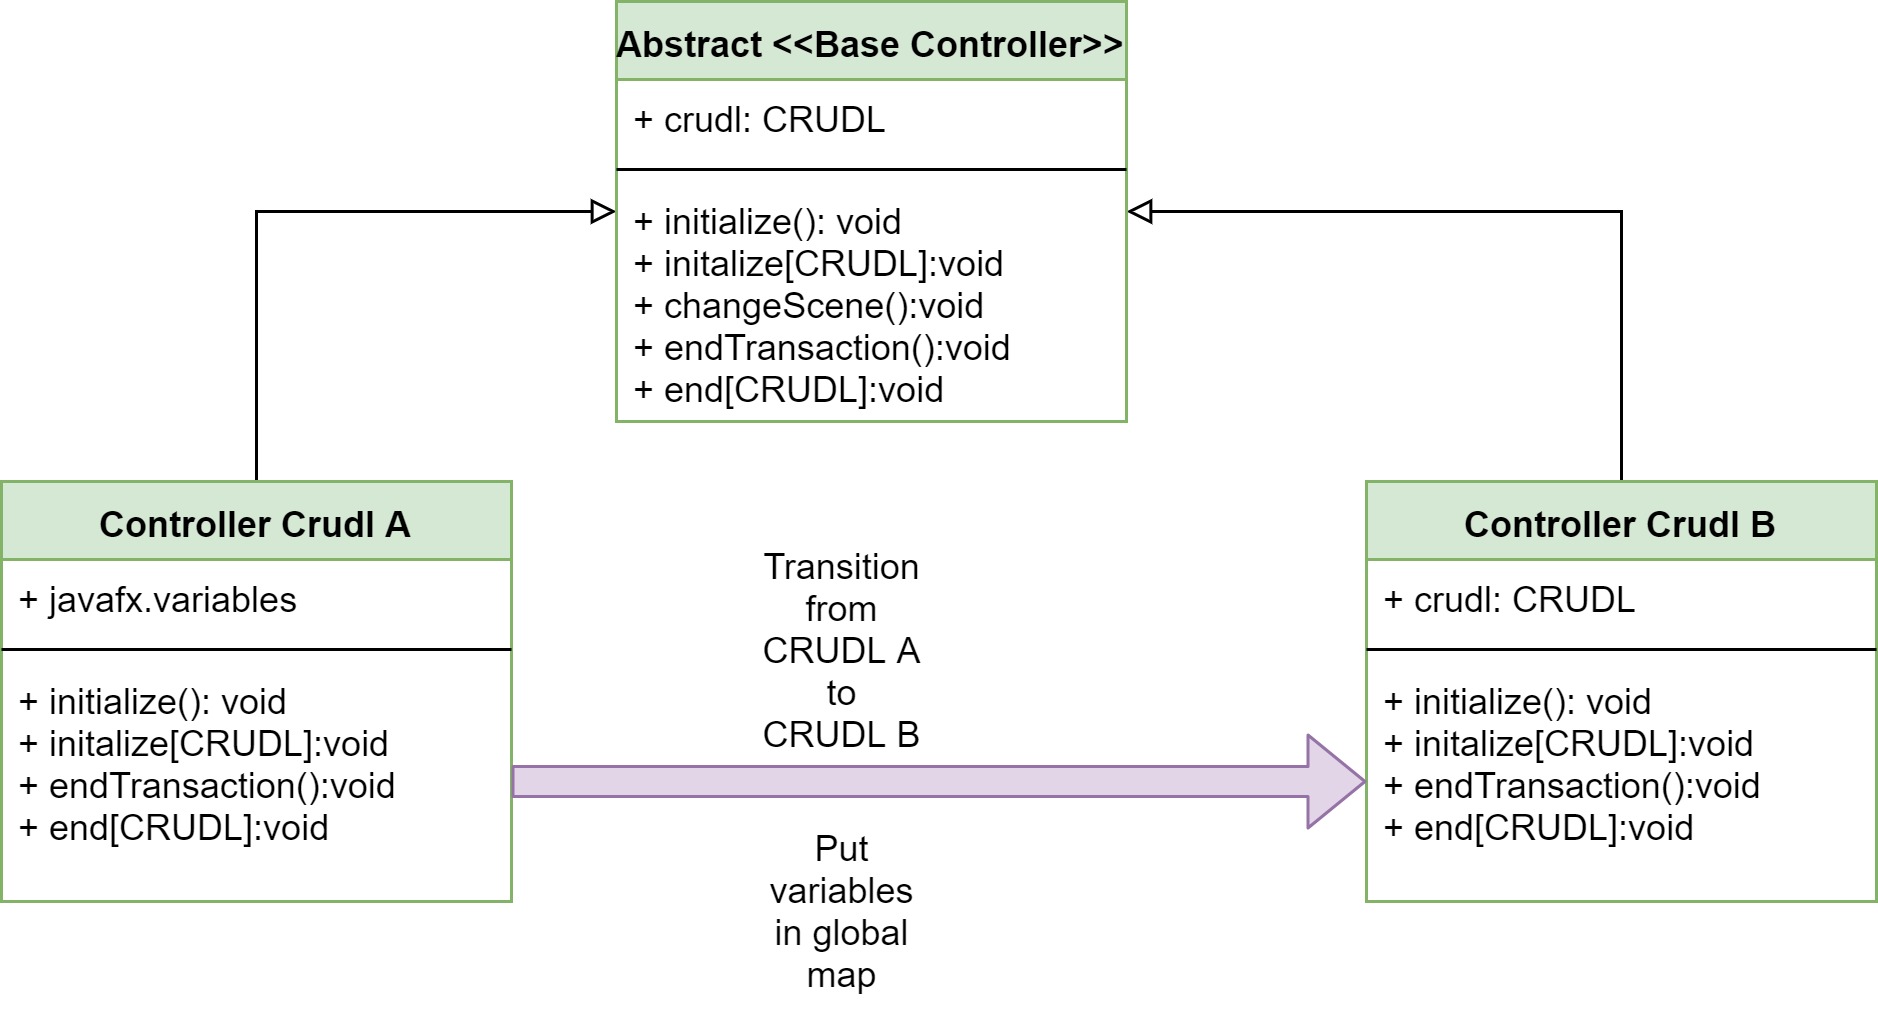 Abstract <<Base Controller>>
+ crudl: CRUDL
+ initialize(): void
+ initalize[CRUDL]:void
+ changeScene():void
+ endTransaction():void
+ end[CRUDL]:void
Controller Crudl A
+ javafx.variables
+ initialize(): void
+ initalize[CRUDL]:void
+ endTransaction():void
+ end[CRUDL]:void
Transition
from
CRUDL A
to
CRUDL B
Put
variables
in global
map
Controller Crudl B
+ crudl: CRUDL
+ initialize(): void
+ initalize[CRUDL]:void
+ endTransaction():void
+ end[CRUDL]:void